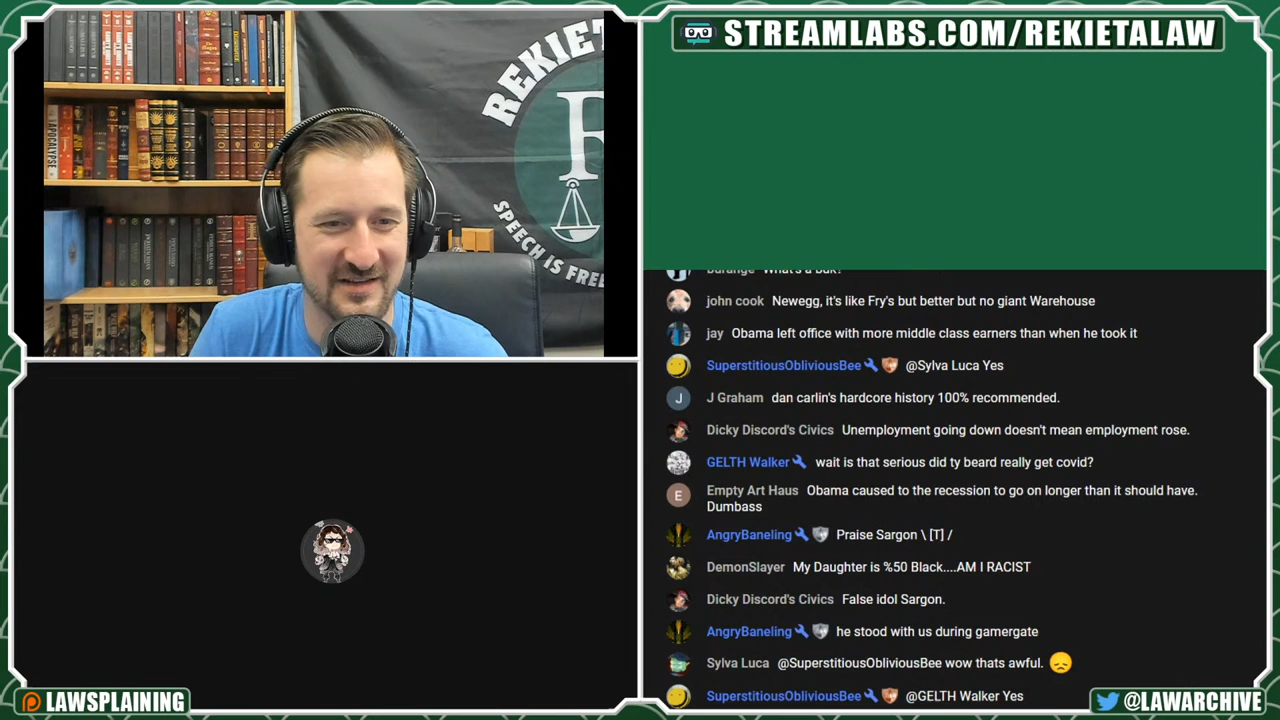 STREAMLABS.COM/REKIETALAW
APOCALYPSE
REKIET
R
SPEECH IS FREE
Durange What's a Buk?
john cook Newegg, it's like Fry's but better but no giant Warehouse
jay Obama left office with more middle class earners than when he took it
SuperstitiousObliviousBee @Sylva Luca Yes
J J Graham dan carlin's hardcore history 100% recommended.
Dicky Discord's Civics Unemployment going down doesn't mean employment rose.
GELTH Walker wait is that serious did ty beard really get covid?
E Empty Art Haus Obama caused to the recession to go on longer than it should have.
Dumbass
AngryBaneling Praise Sargon \ [T] /
DemonSlayer My Daughter is %50 Black....AM I RACIST
Dicky Discord's Civics False idol Sargon.
AngryBaneling he stood with us during gamergate
Sylva Luca @SuperstitiousObliviousBee wow thats awful.
SuperstitiousObliviousBee @GELTH Walker Yes
LAWSPLAINING
@LAWARCHIVE